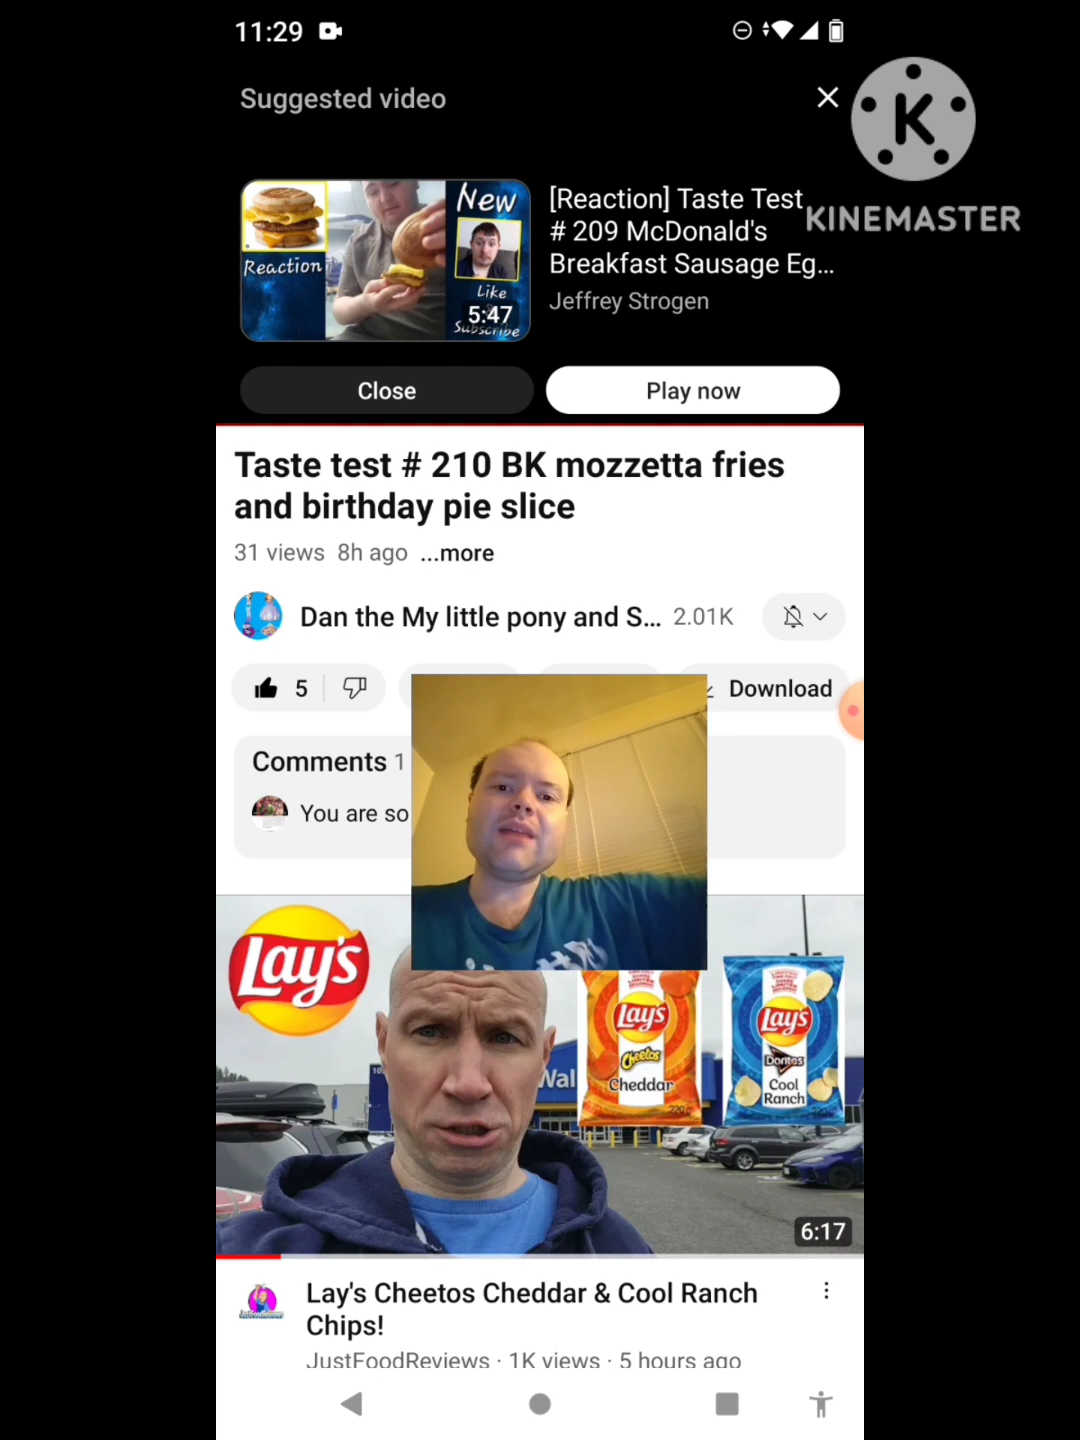 11:29
Suggested video
K
KINEMASTER
New
Reaction
Like
5:47
Subscribe
[Reaction] Taste Test
# 209 McDonald's
Breakfast Sausage Eg...
Jeffrey Strogen
Close
Play now
Taste test # 210 BK mozzetta fries
and birthday pie slice
31 views 8h ago ...more
Dan the My little pony and S... 2.01K
5
Download
Comments 1
You are so
Lay's
Wal
Lay's
Cheetos
Cheddar
220g
Lay's
Doritos
Cool
Ranch
6:17
Lay's Cheetos Cheddar & Cool Ranch
Chips!
JustFoodReviews · 1K views · 5 hours ago